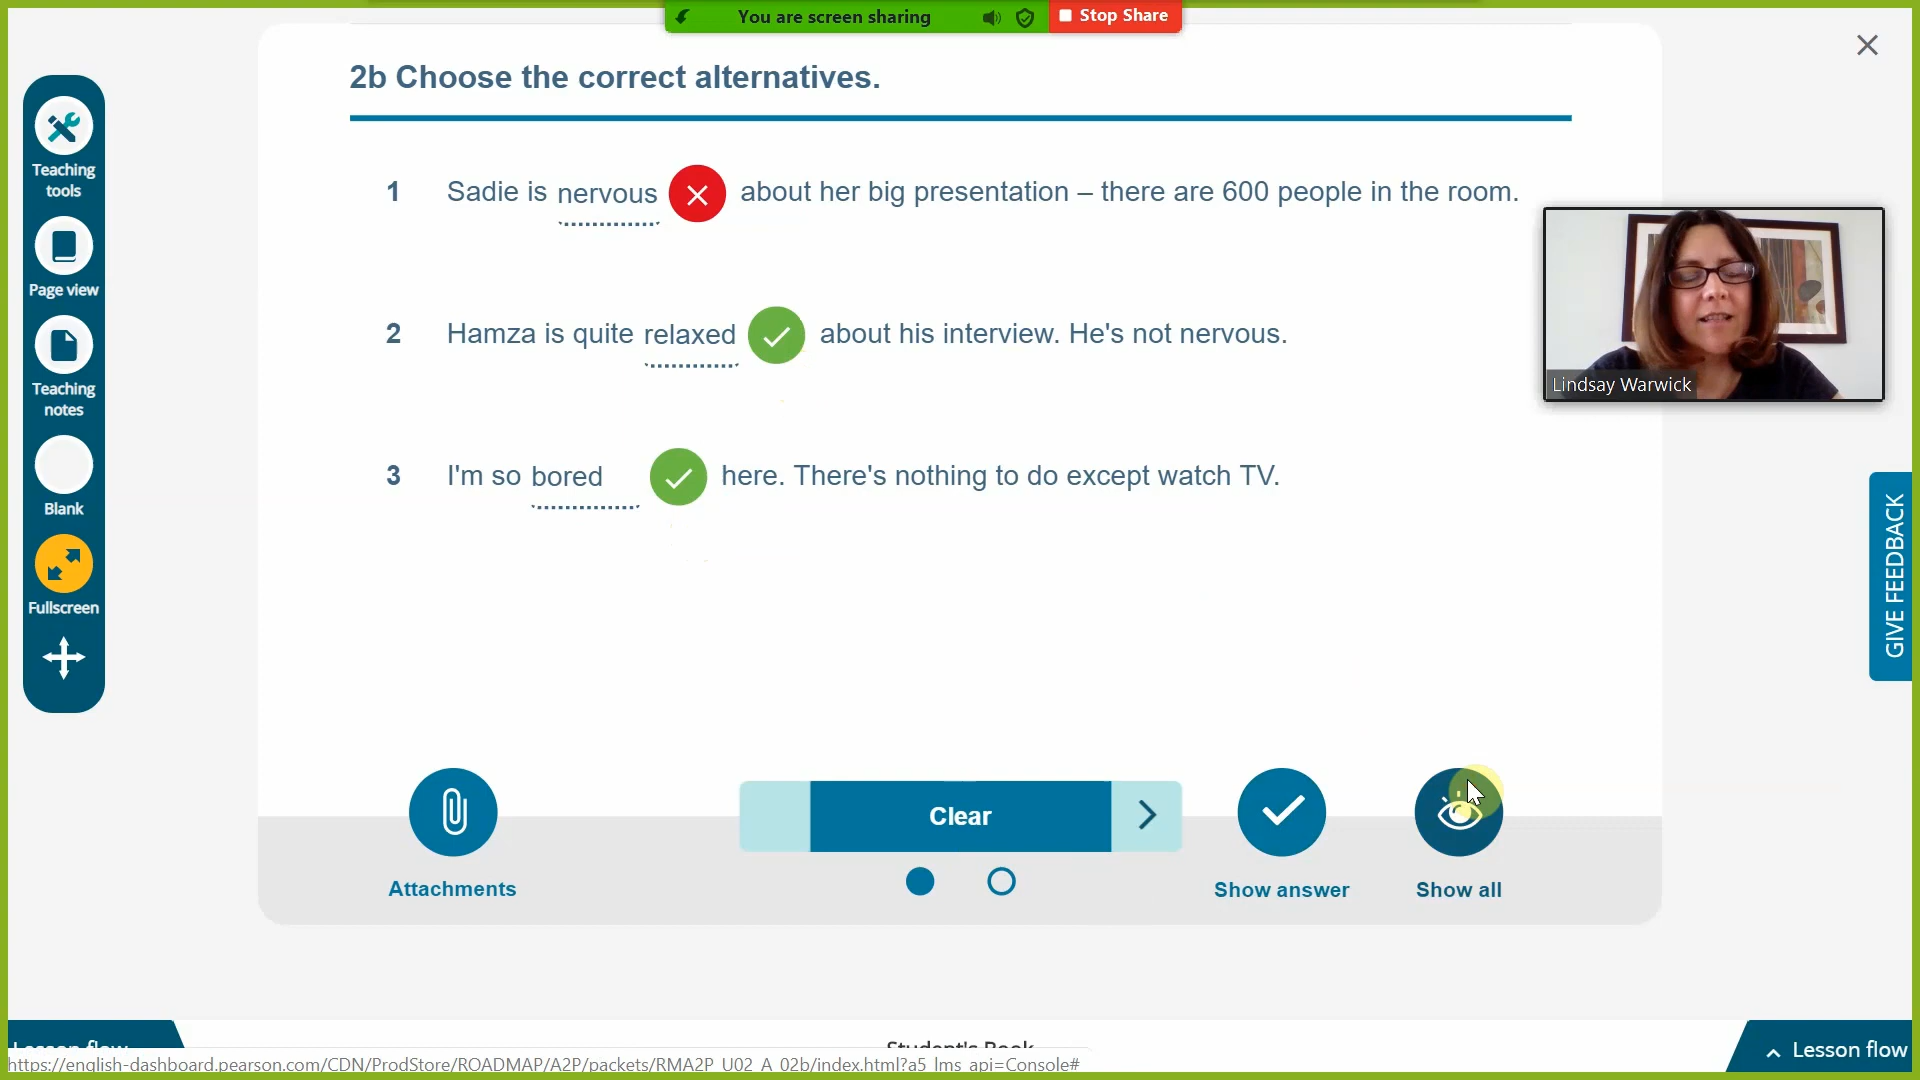 You are screen sharing
Stop Share
2b Choose the correct alternatives.
Teaching
tools
Page view
Teaching
notes
Blank
Fullscreen
1 Sadie is nervous about her big presentation – there are 600 people in the room.
2 Hamza is quite relaxed about his interview. He's not nervous.
3 I'm so bored here. There's nothing to do except watch TV.
Lindsay Warwick
GIVE FEEDBACK
Clear
Attachments
Show answer
Show all
Lesson flow
Student's Book
Lesson flow
https://english-dashboard.pearson.com/CDN/ProdStore/ROADMAP/A2P/packets/RMA2P_U02_A_02b/index.html?a5_lms_api=Console#